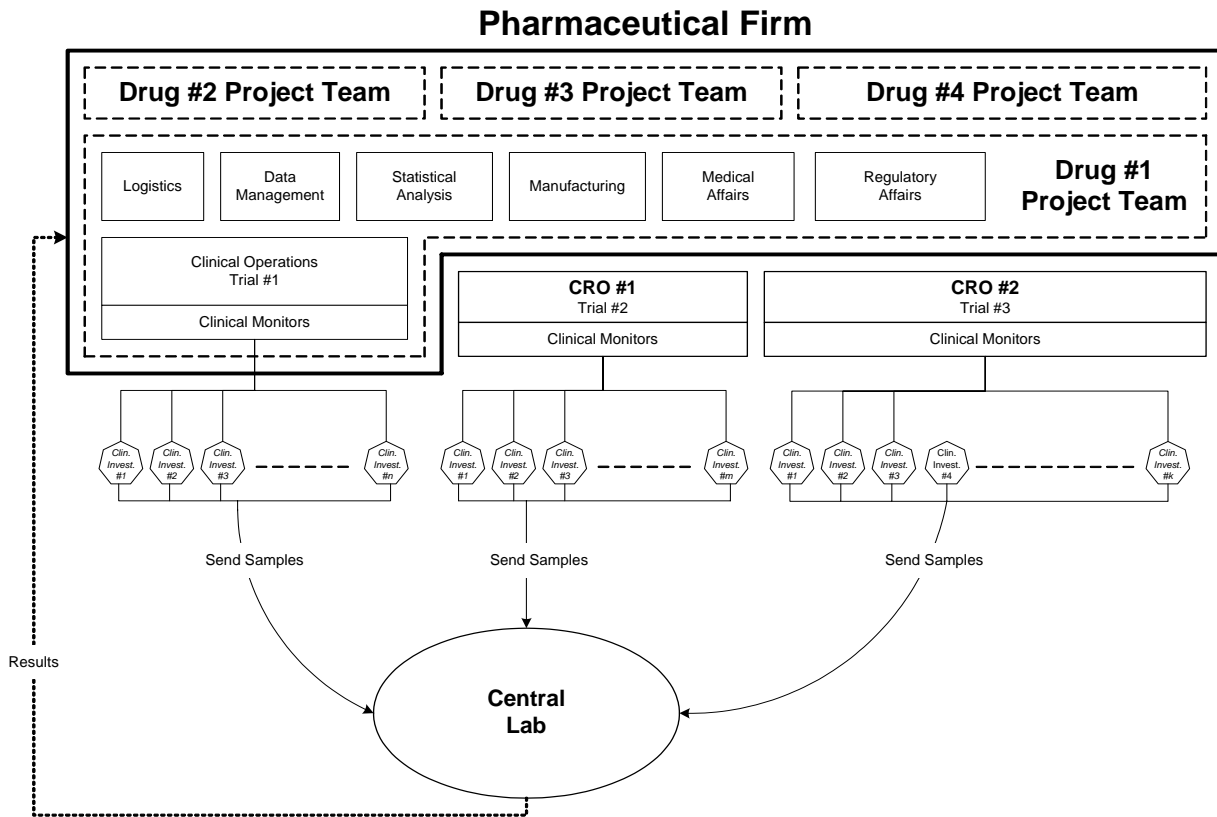 Pharmaceutical Firm
Drug #2 Project Team
Drug #3 Project Team
Drug #4 Project Team
Logistics
Data
Management
Statistical
Analysis
Manufacturing
Medical
Affairs
Regulatory
Affairs
Drug #1
Project Team
Clinical Operations
Trial #1
Clinical Monitors
CRO #1
Trial #2
Clinical Monitors
CRO #2
Trial #3
Clinical Monitors
Clin.
Invest.
#1
Clin.
Invest.
#2
Clin.
Invest.
#3
Clin.
Invest.
#n
Clin.
Invest.
#1
Clin.
Invest.
#2
Clin.
Invest.
#3
Clin.
Invest.
#m
Clin.
Invest.
#1
Clin.
Invest.
#2
Clin.
Invest.
#3
Clin.
Invest.
#4
Clin.
Invest.
#k
Send Samples
Send Samples
Send Samples
Results
Central
Lab